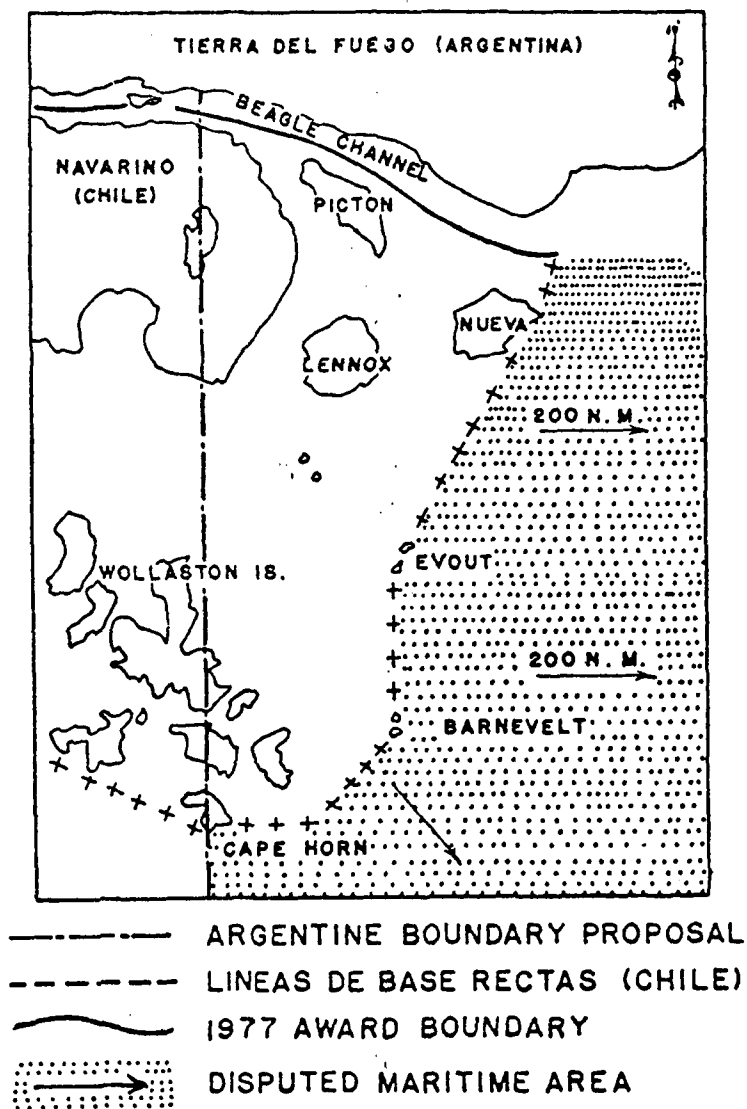 TIERRA DEL FUEJO (ARGENTINA)
BEAGLE CHANNEL
NAVARINO
(CHILE)
PICTON
NUEVA
LENNOX
200 N. M.
EVOUT
WOLLASTON IS.
200 N. M.
BARNEVELT
CAPE HORN
ARGENTINE BOUNDARY PROPOSAL
LINEAS DE BASE RECTAS (CHILE)
1977 AWARD BOUNDARY
DISPUTED MARITIME AREA